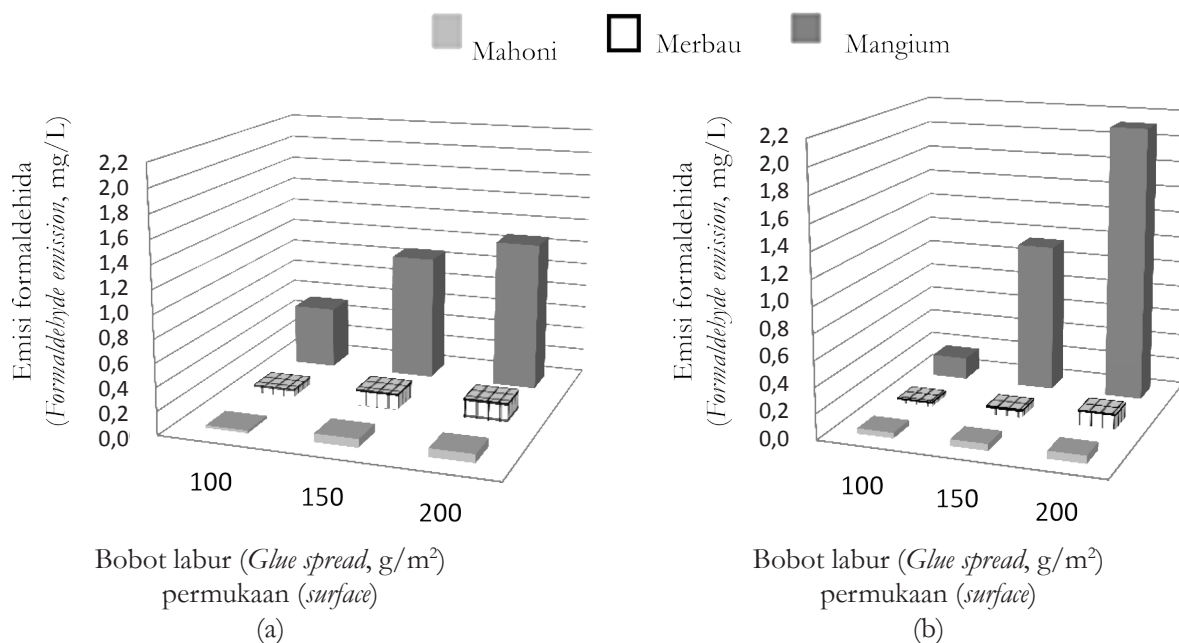 Mahoni Merbau Mangium
Emisi formaldehida
(Formaldehyde emission, mg/L)
2,2
2,0
1,8
1,6
1,4
1,2
1,0
0,8
0,6
0,4
0,2
0,0
100
150
200
Bobot labur (Glue spread, g/m²)
permukaan (surface)
(a)
Emisi formaldehida
(Formaldehyde emission, mg/L)
2,2
2,0
1,8
1,6
1,4
1,2
1,0
0,8
0,6
0,4
0,2
0,0
100
150
200
Bobot labur (Glue spread, g/m²)
permukaan (surface)
(b)